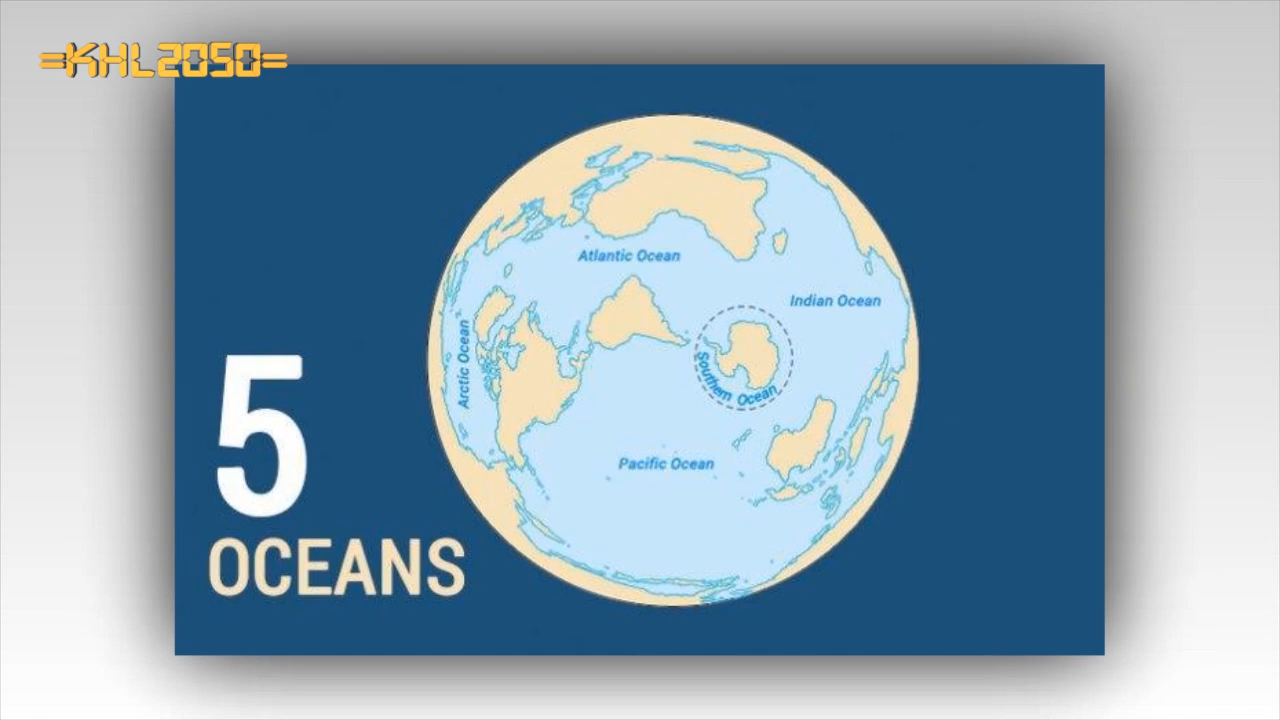 =KHL2050=
Atlantic Ocean
Indian Ocean
Arctic Ocean
Southern Ocean
Pacific Ocean
5
OCEANS